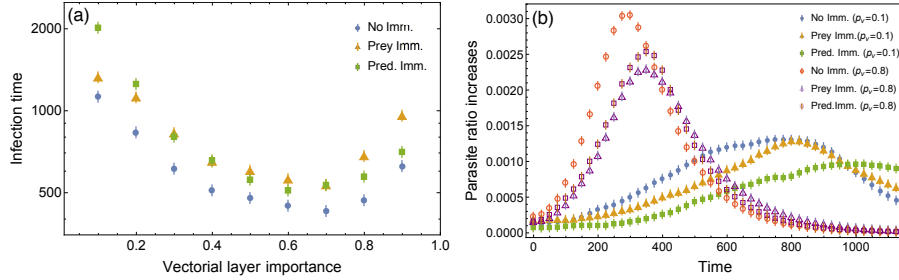 (a)
No Imm.
Prey Imm.
Pred. Imm.
Infection time
2000
1000
500
0.2 0.4 0.6 0.8 1.0
Vectorial layer importance
(b)
No Imm. (pᵥ=0.1)
Prey Imm.(pᵥ=0.1)
Pred. Imm. (pᵥ=0.1)
No Imm. (pᵥ=0.8)
Prey Imm. (pᵥ=0.8)
Pred.Imm. (pᵥ=0.8)
Parasite ratio increases
0.0030
0.0025
0.0020
0.0015
0.0010
0.0005
0.0000
0 200 400 600 800 1000
Time